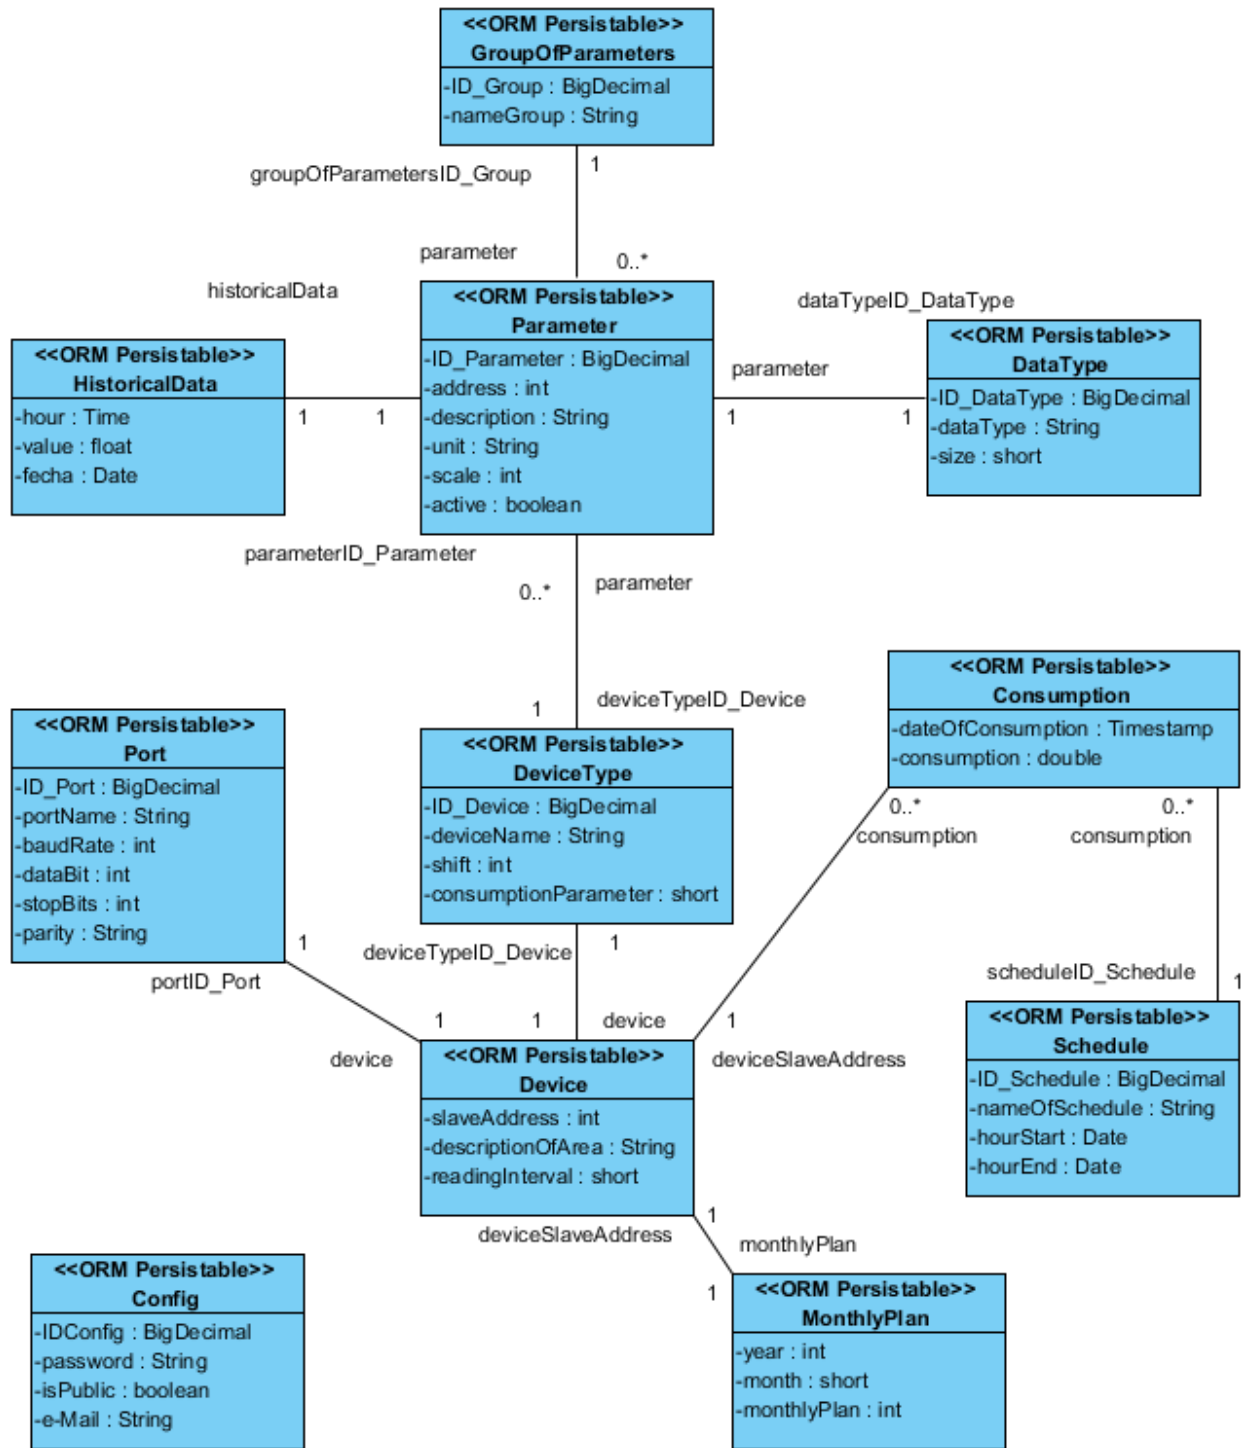 <<ORM Persistable>>
GroupOfParameters
-ID_Group : BigDecimal
-nameGroup : String
groupOfParametersID_Group
1
parameter
0..*
historicalData
<<ORM Persistable>>
Parameter
-ID_Parameter : BigDecimal
-address : int
-description : String
-unit : String
-scale : int
-active : boolean
dataTypeID_DataType
<<ORM Persistable>>
HistoricalData
-hour : Time
-value : float
-fecha : Date
1
1
parameter
1
1
<<ORM Persistable>>
DataType
-ID_DataType : BigDecimal
-dataType : String
-size : short
parameterID_Parameter
0..*
parameter
1
deviceTypeID_Device
<<ORM Persistable>>
Consumption
-dateOfConsumption : Timestamp
-consumption : double
<<ORM Persistable>>
Port
-ID_Port : BigDecimal
-portName : String
-baudRate : int
-dataBit : int
-stopBits : int
-parity : String
<<ORM Persistable>>
DeviceType
-ID_Device : BigDecimal
-deviceName : String
-shift : int
-consumptionParameter : short
0..*
consumption
0..*
consumption
1
portID_Port
deviceTypeID_Device
1
scheduleID_Schedule
1
1
device
1
device
1
deviceSlaveAddress
<<ORM Persistable>>
Device
-slaveAddress : int
-descriptionOfArea : String
-readingInterval : short
<<ORM Persistable>>
Schedule
-ID_Schedule : BigDecimal
-nameOfSchedule : String
-hourStart : Date
-hourEnd : Date
deviceSlaveAddress
1
monthlyPlan
1
<<ORM Persistable>>
Config
-IDConfig : BigDecimal
-password : String
-isPublic : boolean
-e-Mail : String
<<ORM Persistable>>
MonthlyPlan
-year : int
-month : short
-monthlyPlan : int